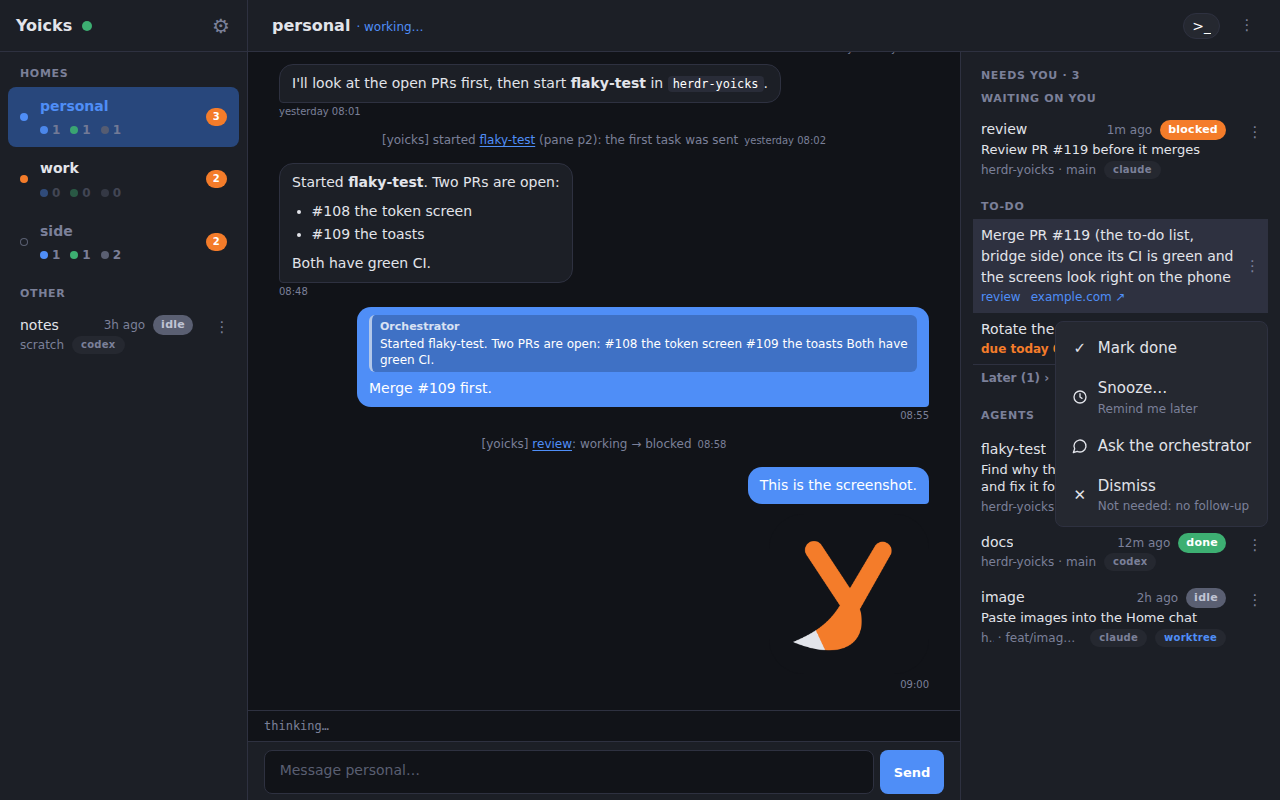 Yoicks
HOMES
personal
1 1 1
3
work
0 0 0
2
side
1 1 2
2
OTHER
notes 3h ago idle
scratch codex
personal · working…
>_
I'll look at the open PRs first, then start flaky-test in herdr-yoicks.
yesterday 08:01
[yoicks] started flaky-test (pane p2): the first task was sent yesterday 08:02
Started flaky-test. Two PRs are open:
• #108 the token screen
• #109 the toasts
Both have green CI.
08:48
Orchestrator
Started flaky-test. Two PRs are open: #108 the token screen #109 the toasts Both have
green CI.
Merge #109 first.
08:55
[yoicks] review: working → blocked 08:58
This is the screenshot.
09:00
thinking…
Message personal…
Send
NEEDS YOU · 3
WAITING ON YOU
review 1m ago blocked
Review PR #119 before it merges
herdr-yoicks · main claude
TO-DO
Merge PR #119 (the to-do list,
bridge side) once its CI is green and
the screens look right on the phone
review example.com ↗
Rotate the
due today
Later (1) ›
✓ Mark done
Snooze…
Remind me later
Ask the orchestrator
✕ Dismiss
Not needed: no follow-up
AGENTS
flaky-test
Find why th
and fix it fo
herdr-yoicks
docs 12m ago done
herdr-yoicks · main codex
image 2h ago idle
Paste images into the Home chat
h. · feat/imag… claude worktree